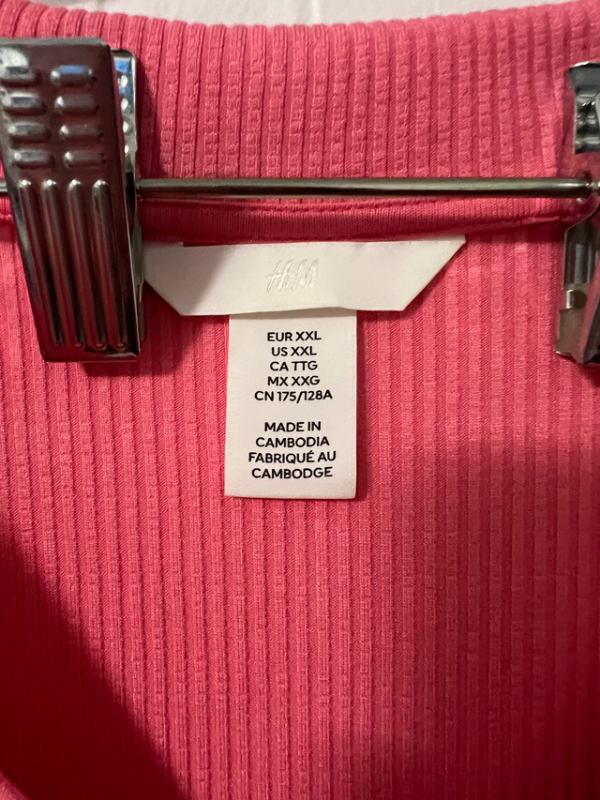 H&M
EUR XXL
US XXL
CA TTG
MX XXG
CN 175/128A
MADE IN
CAMBODIA
FABRIQUÉ AU
CAMBODGE